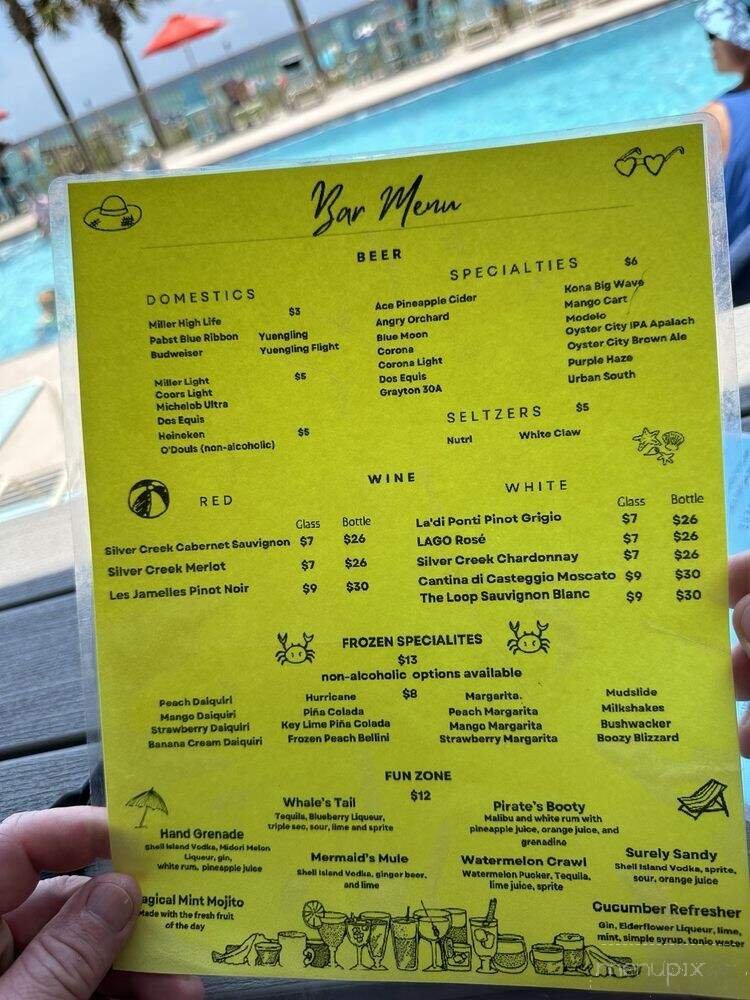 Bar Menu
BEER
DOMESTICS
$3
Miller High Life
Pabst Blue Ribbon Yuengling
Budweiser Yuengling Flight
$5
Miller Light
Coors Light
Michelob Ultra
Dos Equis
Heineken $5
O'Douls (non-alcoholic)
SPECIALTIES $6
Ace Pineapple Cider
Angry Orchard
Blue Moon
Corona
Corona Light
Dos Equis
Grayton 30A
Kona Big Wave
Mango Cart
Modelo
Oyster City IPA Apalach
Oyster City Brown Ale
Purple Haze
Urban South
SELTZERS $5
Nutrl White Claw
WINE
RED
Glass Bottle
Silver Creek Cabernet Sauvignon $7 $26
Silver Creek Merlot $7 $26
Les Jamelles Pinot Noir $9 $30
WHITE
Glass Bottle
La'di Ponti Pinot Grigio $7 $26
LAGO Rosé $7 $26
Silver Creek Chardonnay $7 $26
Cantina di Casteggio Moscato $9 $30
The Loop Sauvignon Blanc $9 $30
FROZEN SPECIALITES
$13
non-alcoholic options available
$8
Peach Daiquiri
Mango Daiquiri
Strawberry Daiquiri
Banana Cream Daiquiri
Hurricane
Piña Colada
Key Lime Piña Colada
Frozen Peach Bellini
Margarita
Peach Margarita
Mango Margarita
Strawberry Margarita
Mudslide
Milkshakes
Bushwacker
Boozy Blizzard
FUN ZONE
$12
Whale's Tail
Tequila, Blueberry Liqueur,
triple sec, sour, lime and sprite
Pirate's Booty
Malibu and white rum with
pineapple juice, orange juice, and
grenadine
Hand Grenade
Shell Island Vodka, Midori Melon
Liqueur, gin,
white rum, pineapple juice
Mermaid's Mule
Shell Island Vodka, ginger beer,
and lime
Watermelon Crawl
Watermelon Pucker, Tequila,
lime juice, sprite
Surely Sandy
Shell Island Vodka, sprite,
sour, orange juice
agical Mint Mojito
Made with the fresh fruit
of the day
Cucumber Refresher
Gin, Elderflower Liqueur, lime,
mint, simple syrup, tonic water
menupix